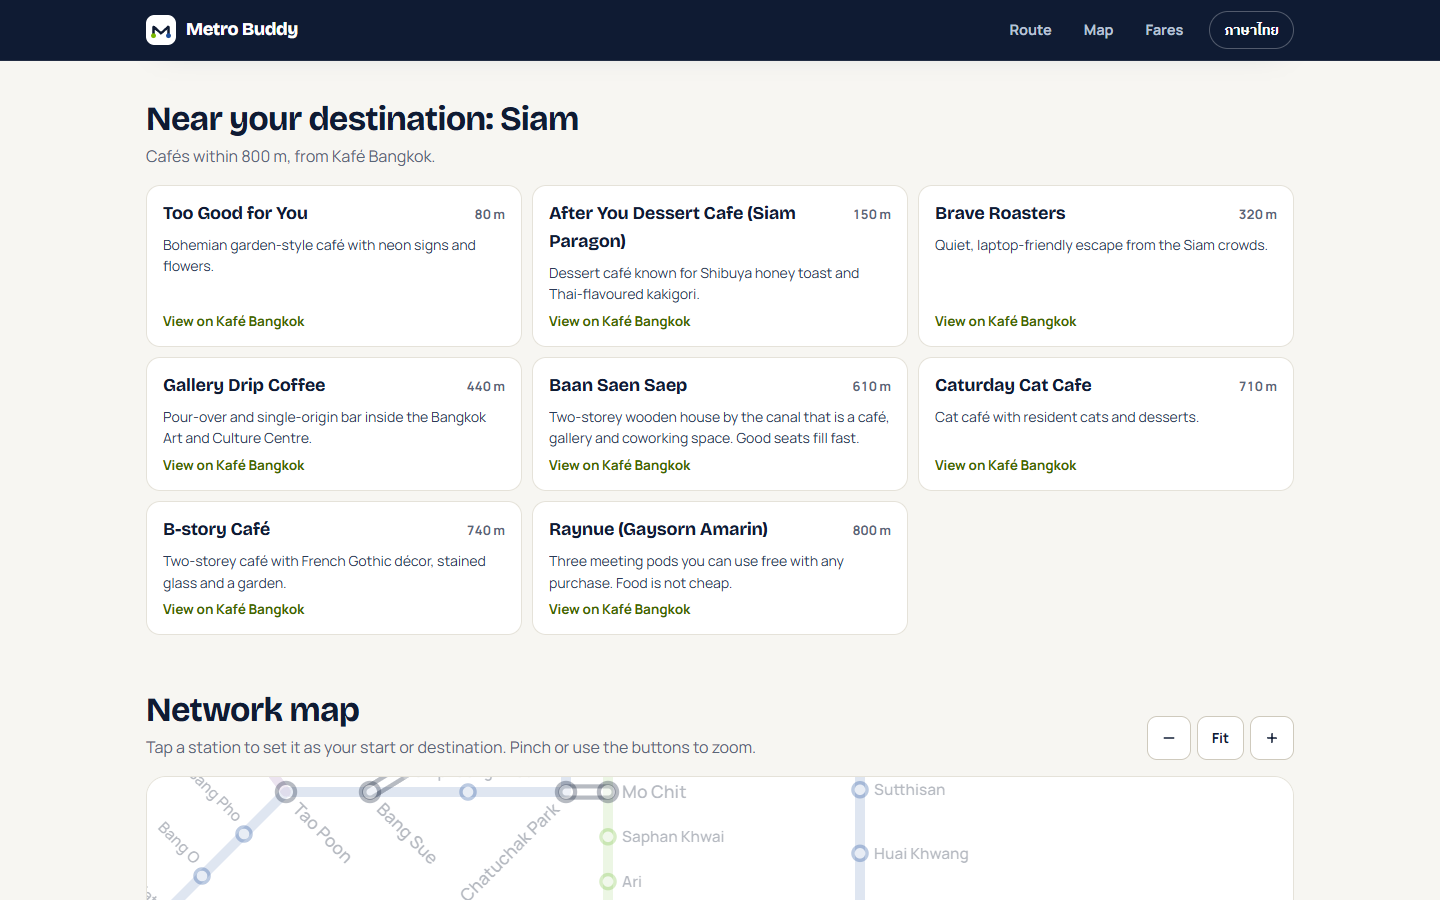 Metro Buddy
Route
Map
Fares
ภาษาไทย
Near your destination: Siam
Cafés within 800 m, from Kafé Bangkok.
Too Good for You
80 m
Bohemian garden-style café with neon signs and
flowers.
View on Kafé Bangkok
After You Dessert Cafe (Siam
Paragon)
150 m
Dessert café known for Shibuya honey toast and
Thai-flavoured kakigori.
View on Kafé Bangkok
Brave Roasters
320 m
Quiet, laptop-friendly escape from the Siam crowds.
View on Kafé Bangkok
Gallery Drip Coffee
440 m
Pour-over and single-origin bar inside the Bangkok
Art and Culture Centre.
View on Kafé Bangkok
Baan Saen Saep
610 m
Two-storey wooden house by the canal that is a café,
gallery and coworking space. Good seats fill fast.
View on Kafé Bangkok
Caturday Cat Cafe
710 m
Cat café with resident cats and desserts.
View on Kafé Bangkok
B-story Café
740 m
Two-storey café with French Gothic décor, stained
glass and a garden.
View on Kafé Bangkok
Raynue (Gaysorn Amarin)
800 m
Three meeting pods you can use free with any
purchase. Food is not cheap.
View on Kafé Bangkok
Network map
Tap a station to set it as your start or destination. Pinch or use the buttons to zoom.
−
Fit
+
Pho
Tao Poon
Bang O
Bang Sue
Chatuchak Park
Mo Chit
Saphan Khwai
Ari
Sutthisan
Huai Khwang